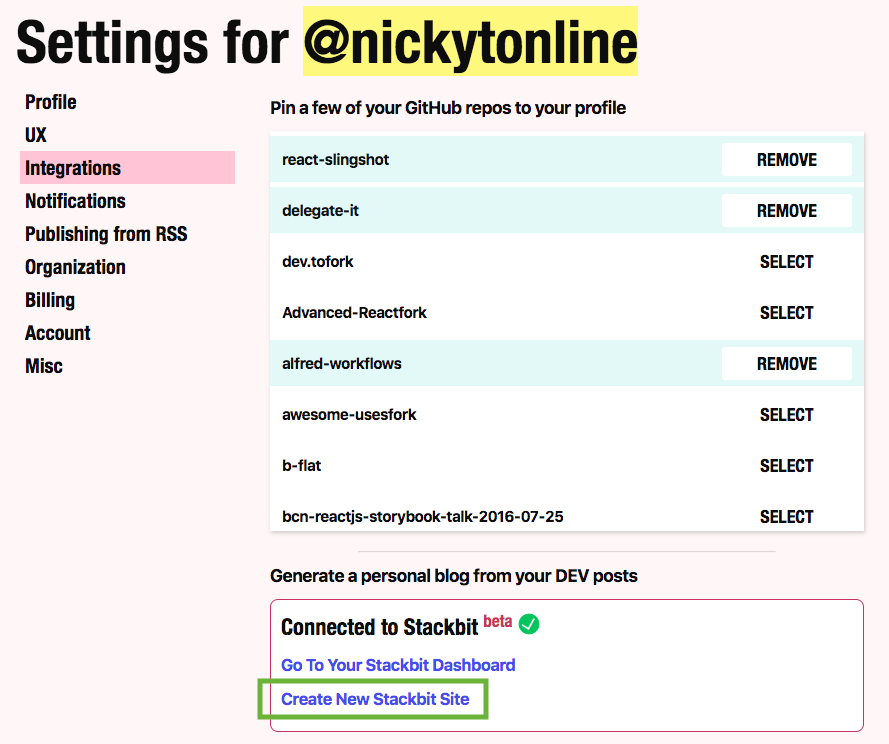 Settings for @nickytonline
Profile
UX
Integrations
Notifications
Publishing from RSS
Organization
Billing
Account
Misc
Pin a few of your GitHub repos to your profile
react-slingshot REMOVE
delegate-it REMOVE
dev.tofork SELECT
Advanced-Reactfork SELECT
alfred-workflows REMOVE
awesome-usesfork SELECT
b-flat SELECT
bcn-reactjs-storybook-talk-2016-07-25 SELECT
Generate a personal blog from your DEV posts
Connected to Stackbit beta
Go To Your Stackbit Dashboard
Create New Stackbit Site